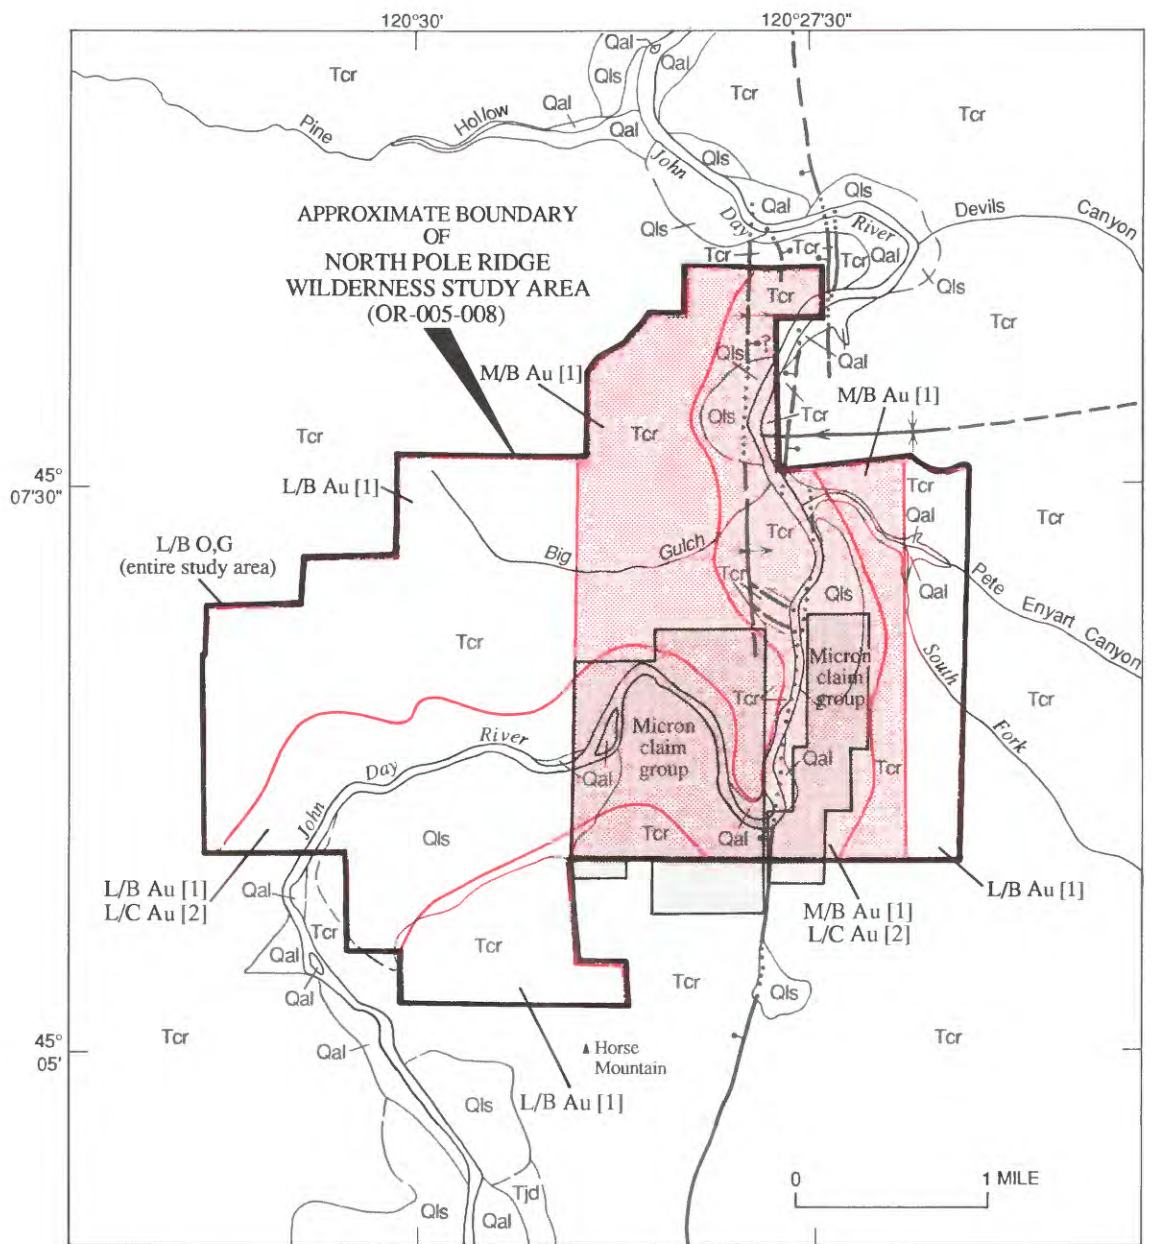 120°30' 120°27'30"
Qal
Qls Qal
Tcr
Tcr
Tcr
Qal
Qal
Pine Hollow
John Day River
Qls
Qls
Qal
Devils Canyon
Qls
Tcr Tcr Tcr Qal
Qls
APPROXIMATE BOUNDARY
OF
NORTH POLE RIDGE
WILDERNESS STUDY AREA
(OR-005-008)
Tcr
Tcr
?
Qls
Qal
M/B Au [1]
M/B Au [1]
Qls
Tcr
Tcr
Tcr
45°
07'30"
L/B Au [1]
Tcr
Qal
Tcr
L/B O,G
(entire study area)
Big Gulch
Tcr
Tcr
Qls
Qal
Pete Enyart Canyon
Tcr
Micron
claim
group
South Fork
Tcr
Tcr
Micron
claim
group
John Day River
Qal
Qal
Tcr
Qls
Tcr
Qal
L/B Au [1]
L/C Au [2]
Qal
L/B Au [1]
M/B Au [1]
L/C Au [2]
Tcr
Qal
Qal
Tcr
Tcr
Qls
Tcr
Tcr
45°
05'
Qal
Horse
Mountain
L/B Au [1]
Qls
0 1 MILE
Tjd
Qls
Qal